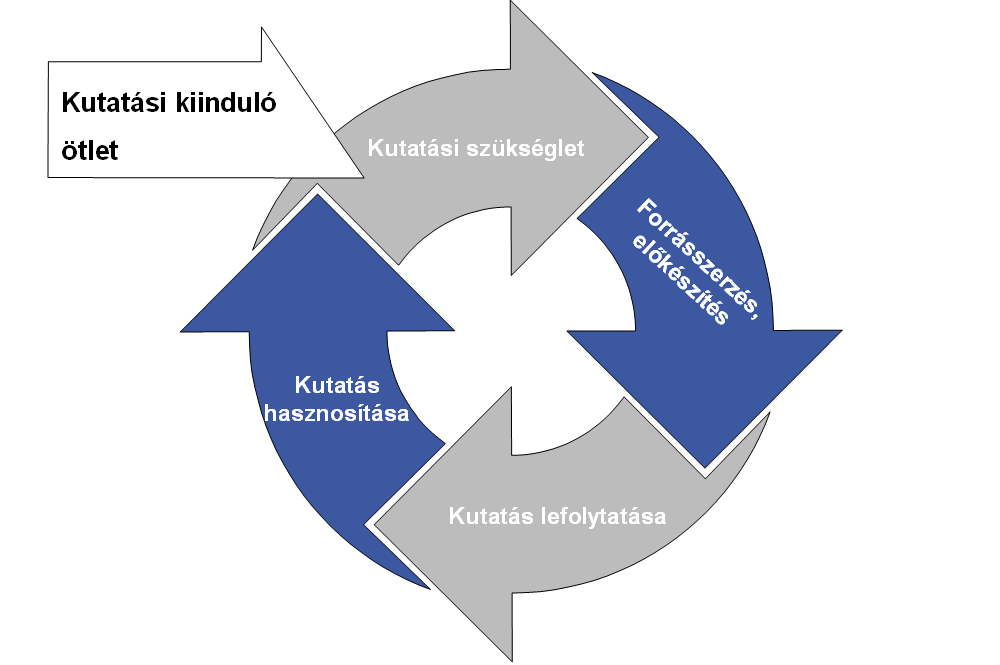 Kutatási kiinduló
ötlet
Kutatási szükséglet
Forrásszerzés,
előkészítés
Kutatás lefolytatása
Kutatás
hasznosítása